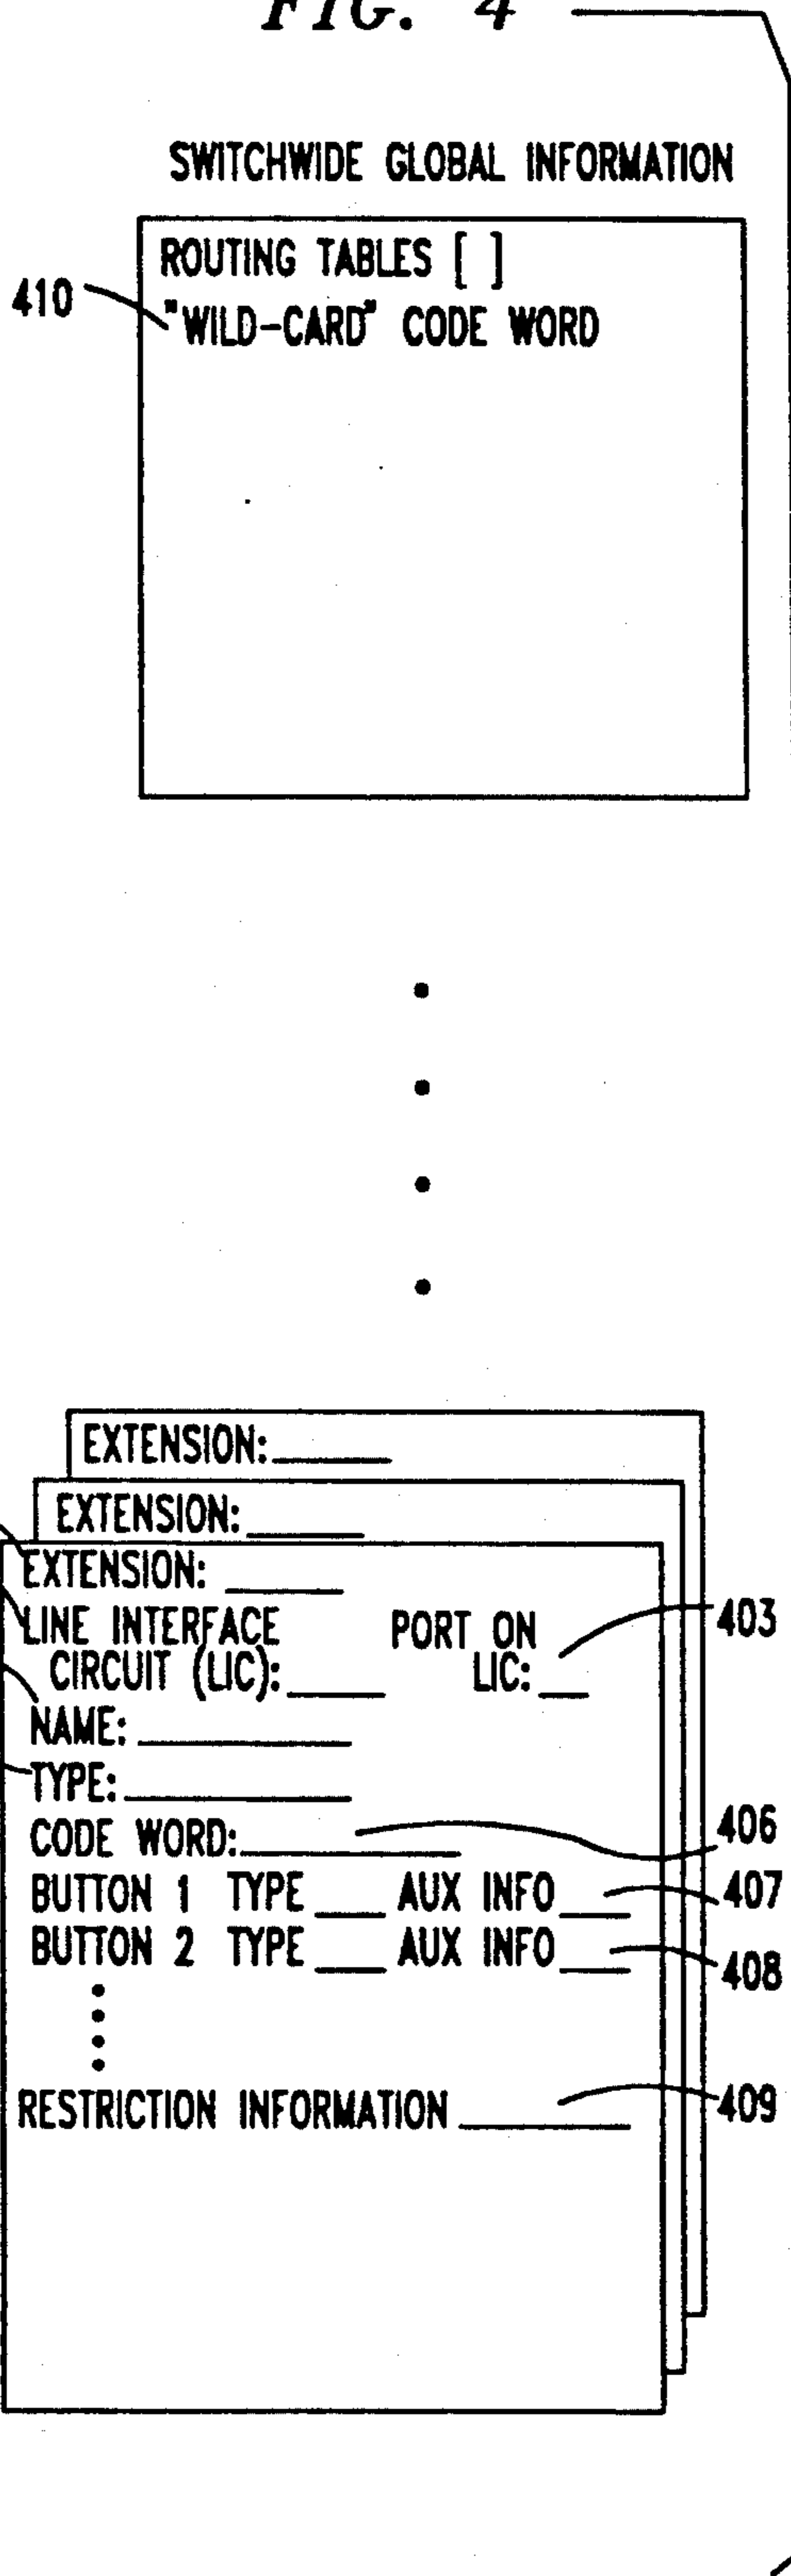 FIG. 4
SWITCHWIDE GLOBAL INFORMATION
ROUTING TABLES [ ]
410
"WILD-CARD" CODE WORD
EXTENSION:
EXTENSION:
EXTENSION:
LINE INTERFACE PORT ON 403
CIRCUIT (LIC): LIC:
NAME:
TYPE:
CODE WORD: 406
BUTTON 1 TYPE AUX INFO 407
BUTTON 2 TYPE AUX INFO 408
RESTRICTION INFORMATION 409